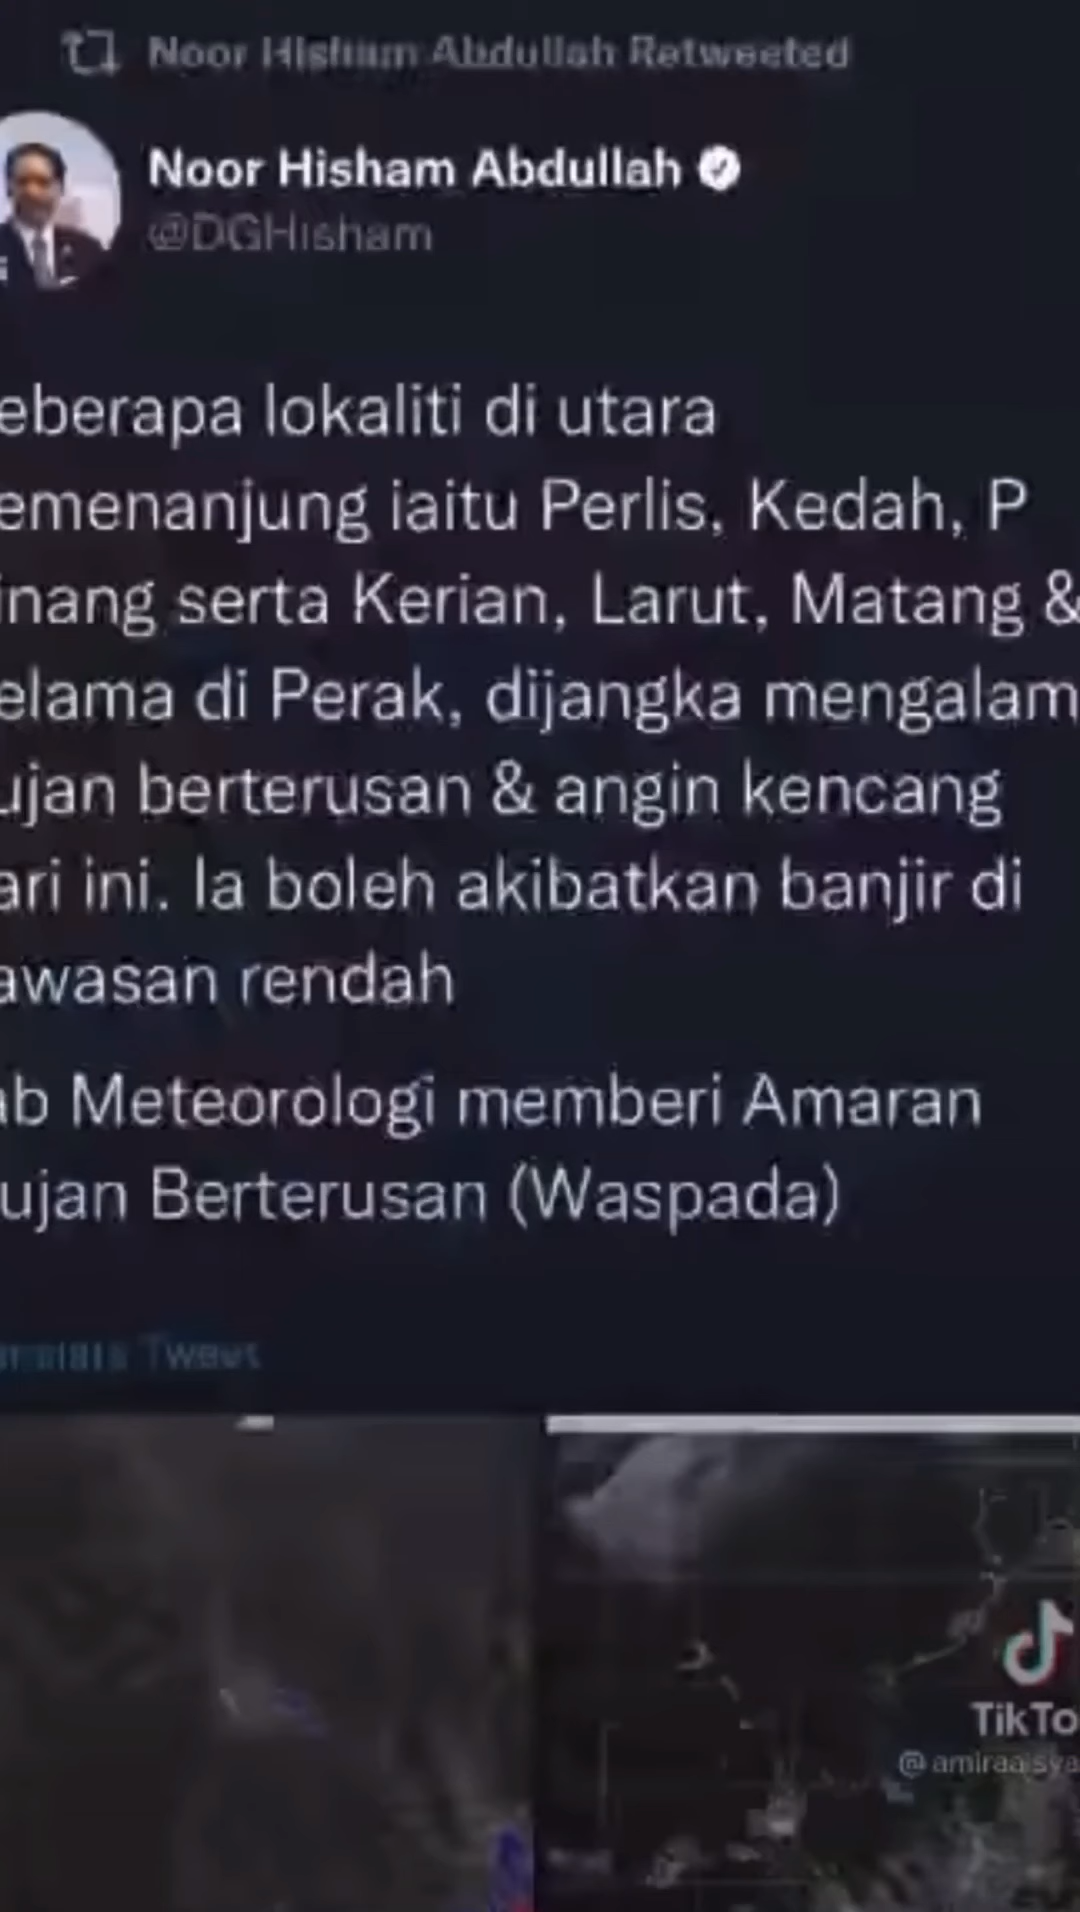 Noor Hisham Abdullah Retweeted
Noor Hisham Abdullah
@DGHisham
eberapa lokaliti di utara
emenanjung iaitu Perlis, Kedah, P
inang serta Kerian, Larut, Matang &
elama di Perak, dijangka mengalam
ujan berterusan & angin kencang
ari ini. Ia boleh akibatkan banjir di
awasan rendah
ab Meteorologi memberi Amaran
ujan Berterusan (Waspada)
Tweet
TikTo
@amiraaisya